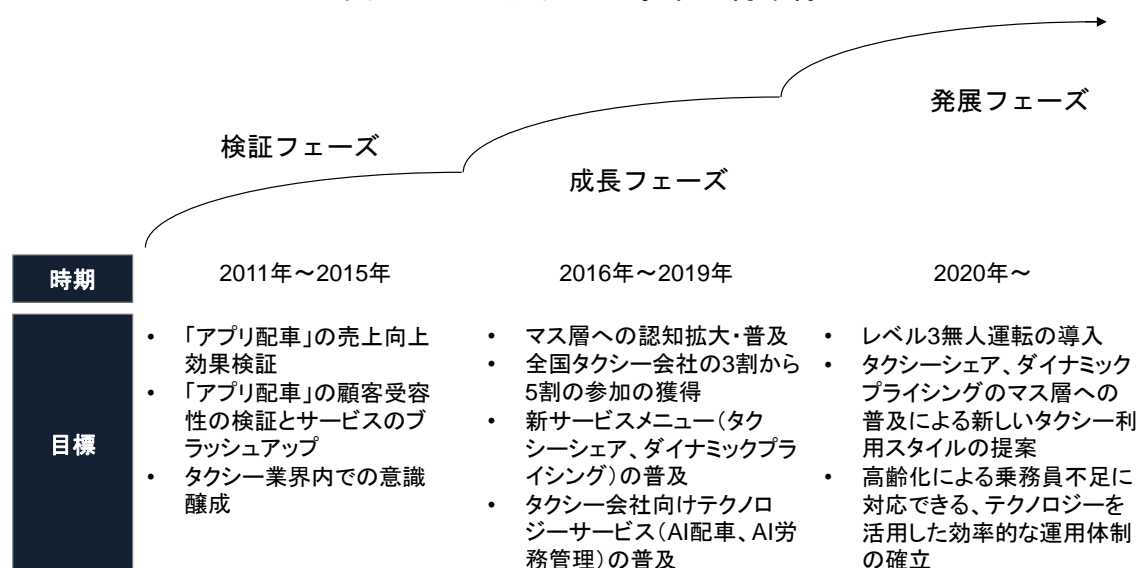 検証フェーズ
成長フェーズ
発展フェーズ
時期
2011年～2015年
2016年～2019年
2020年～
目標
• 「アプリ配車」の売上向上
効果検証
• 「アプリ配車」の顧客受容
性の検証とサービスのブ
ラッシュアップ
• タクシー業界内での意識
醸成
• マス層への認知拡大・普及
• 全国タクシー会社の3割から
5割の参加の獲得
• 新サービスメニュー（タク
シーシェア、ダイナミックプラ
イシング）の普及
• タクシー会社向けテクノロ
ジーサービス（AI配車、AI労
務管理）の普及
• レベル3無人運転の導入
• タクシーシェア、ダイナミック
プライシングのマス層への
普及による新しいタクシー利
用スタイルの提案
• 高齢化による乗務員不足に
対応できる、テクノロジーを
活用した効率的な運用体制
の確立